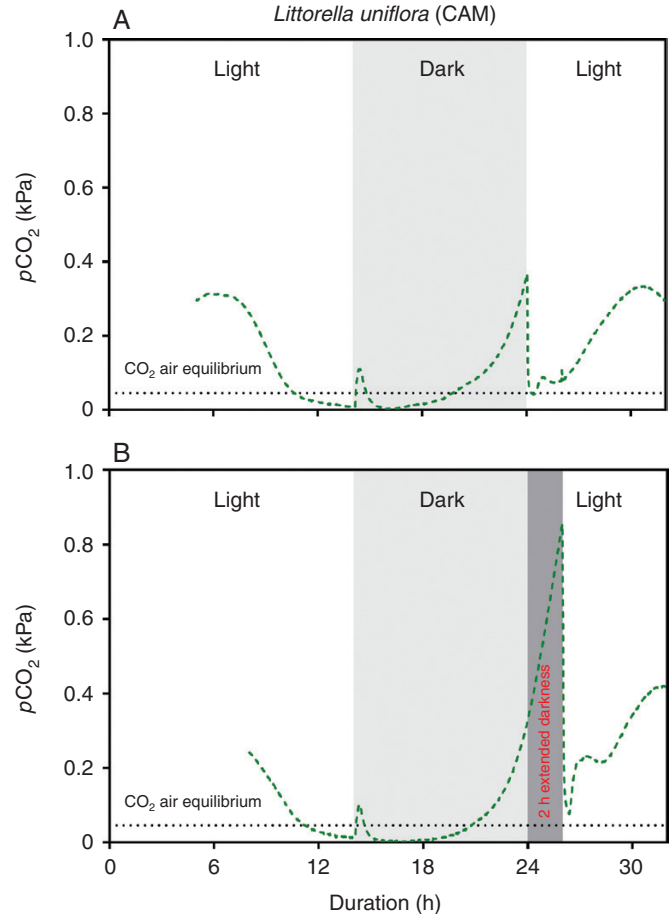 A
Littorella uniflora (CAM)
1.0
Light
Dark
Light
0.8
0.6
pCO₂ (kPa)
0.4
0.2
CO₂ air equilibrium
0
B
1.0
Light
Dark
Light
0.8
0.6
pCO₂ (kPa)
0.4
2 h extended darkness
0.2
CO₂ air equilibrium
0
0 6 12 18 24 30
Duration (h)